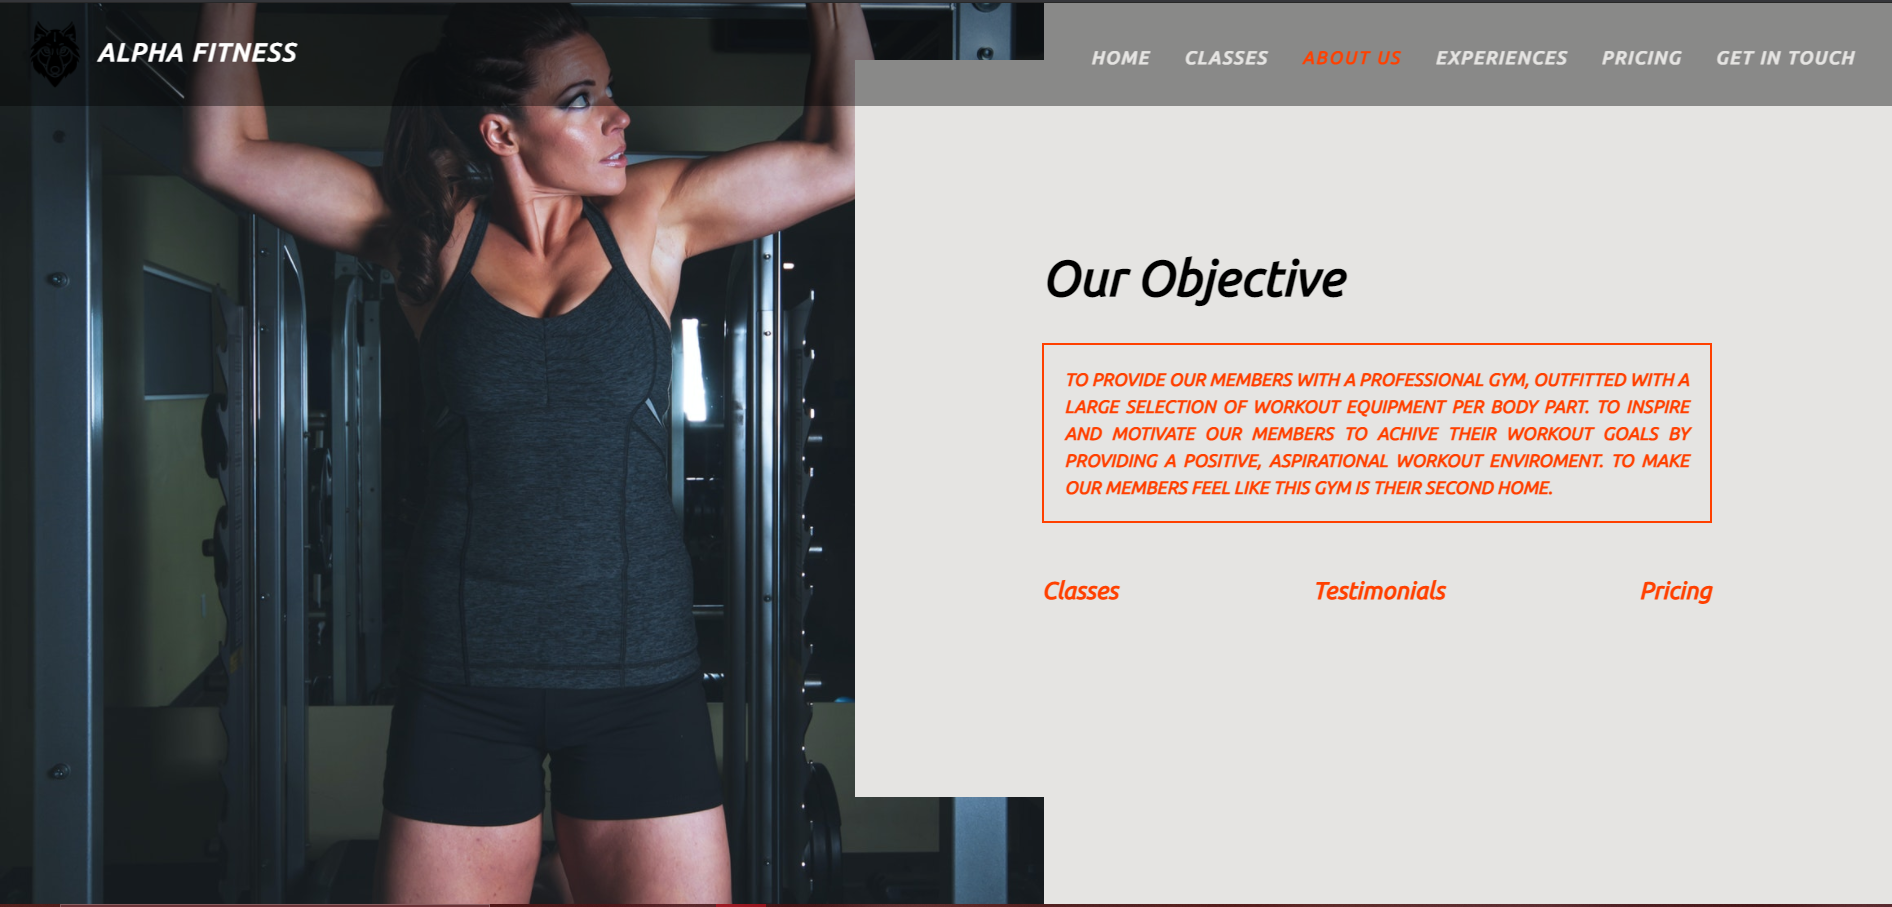 ALPHA FITNESS
HOME CLASSES ABOUT US EXPERIENCES PRICING GET IN TOUCH
Our Objective
TO PROVIDE OUR MEMBERS WITH A PROFESSIONAL GYM, OUTFITTED WITH A
LARGE SELECTION OF WORKOUT EQUIPMENT PER BODY PART. TO INSPIRE
AND MOTIVATE OUR MEMBERS TO ACHIVE THEIR WORKOUT GOALS BY
PROVIDING A POSITIVE, ASPIRATIONAL WORKOUT ENVIROMENT. TO MAKE
OUR MEMBERS FEEL LIKE THIS GYM IS THEIR SECOND HOME.
Classes Testimonials Pricing